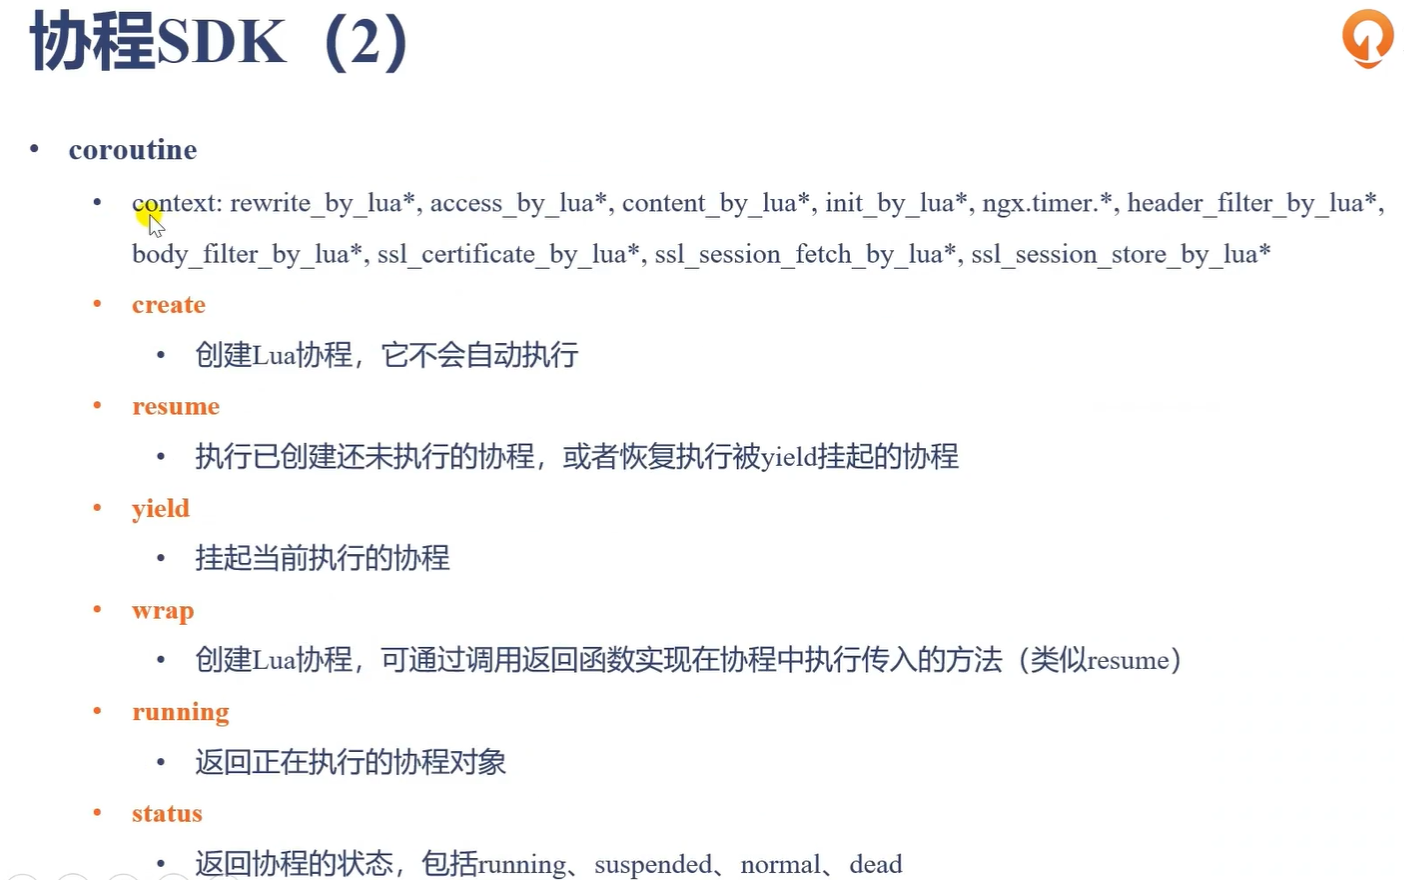 协程SDK（2）
coroutine
context: rewrite_by_lua*, access_by_lua*, content_by_lua*, init_by_lua*, ngx.timer.*, header_filter_by_lua*,
body_filter_by_lua*, ssl_certificate_by_lua*, ssl_session_fetch_by_lua*, ssl_session_store_by_lua*
create
创建Lua协程，它不会自动执行
resume
执行已创建还未执行的协程，或者恢复执行被yield挂起的协程
yield
挂起当前执行的协程
wrap
创建Lua协程，可通过调用返回函数实现在协程中执行传入的方法（类似resume）
running
返回正在执行的协程对象
status
返回协程的状态，包括running、suspended、normal、dead